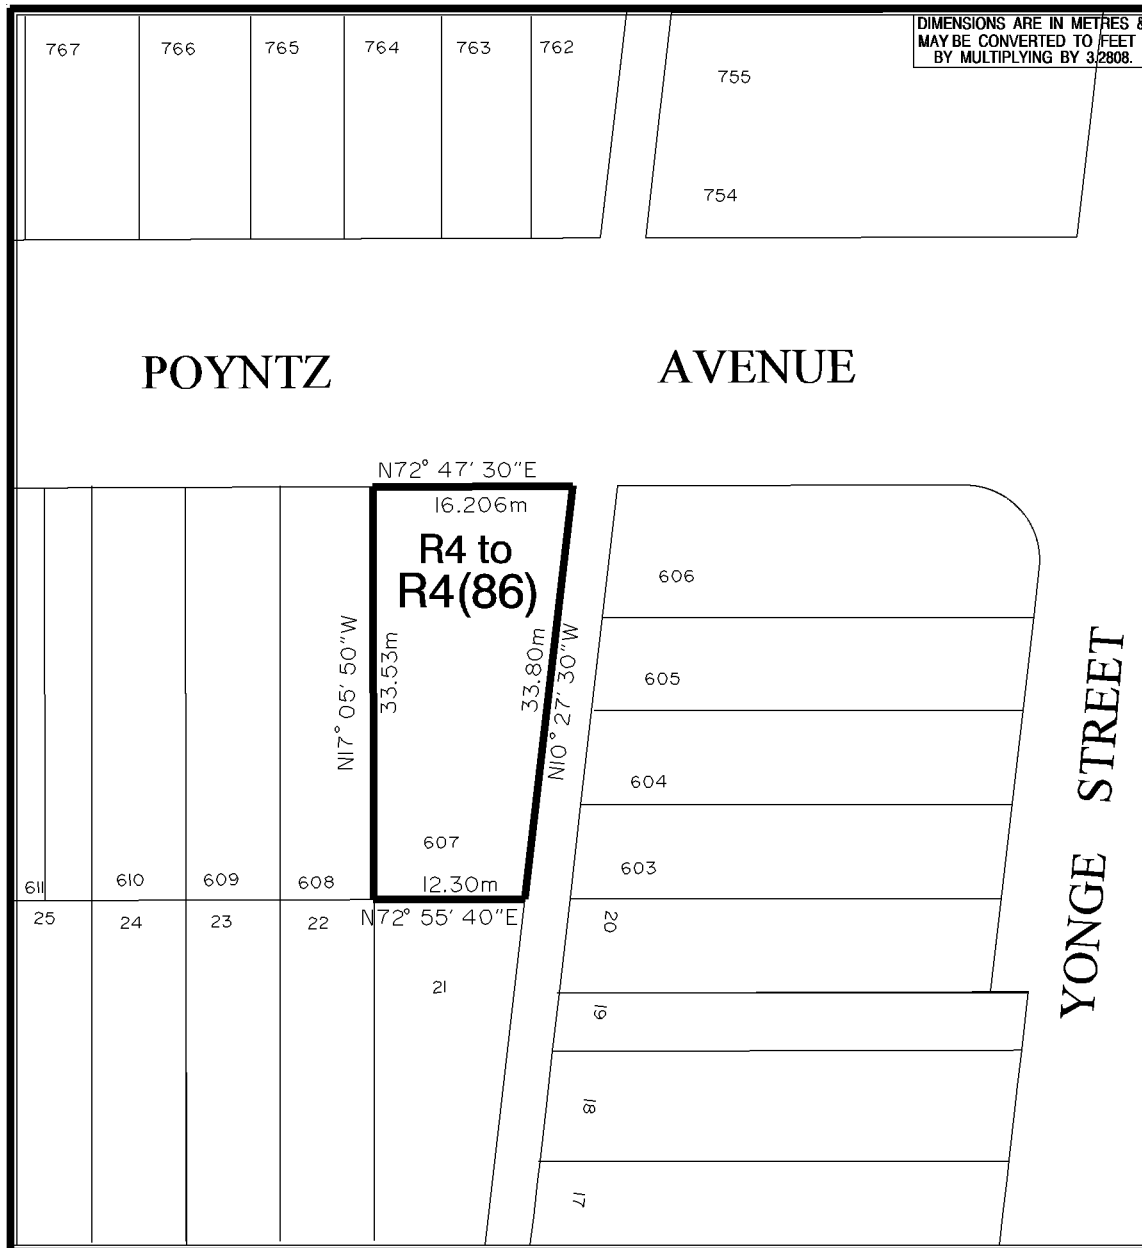 DIMENSIONS ARE IN METRES &
MAY BE CONVERTED TO FEET
BY MULTIPLYING BY 3.2808.
767
766
765
764
763
762
755
754
POYNTZ AVENUE
N72° 47' 30"E
16.206m
R4 to
R4(86)
N17° 05' 50"W
33.53m
33.80m
N10° 27' 30"W
607
12.30m
N72° 55' 40"E
606
605
604
603
611
610
609
608
25
24
23
22
21
20
19
18
17
YONGE STREET